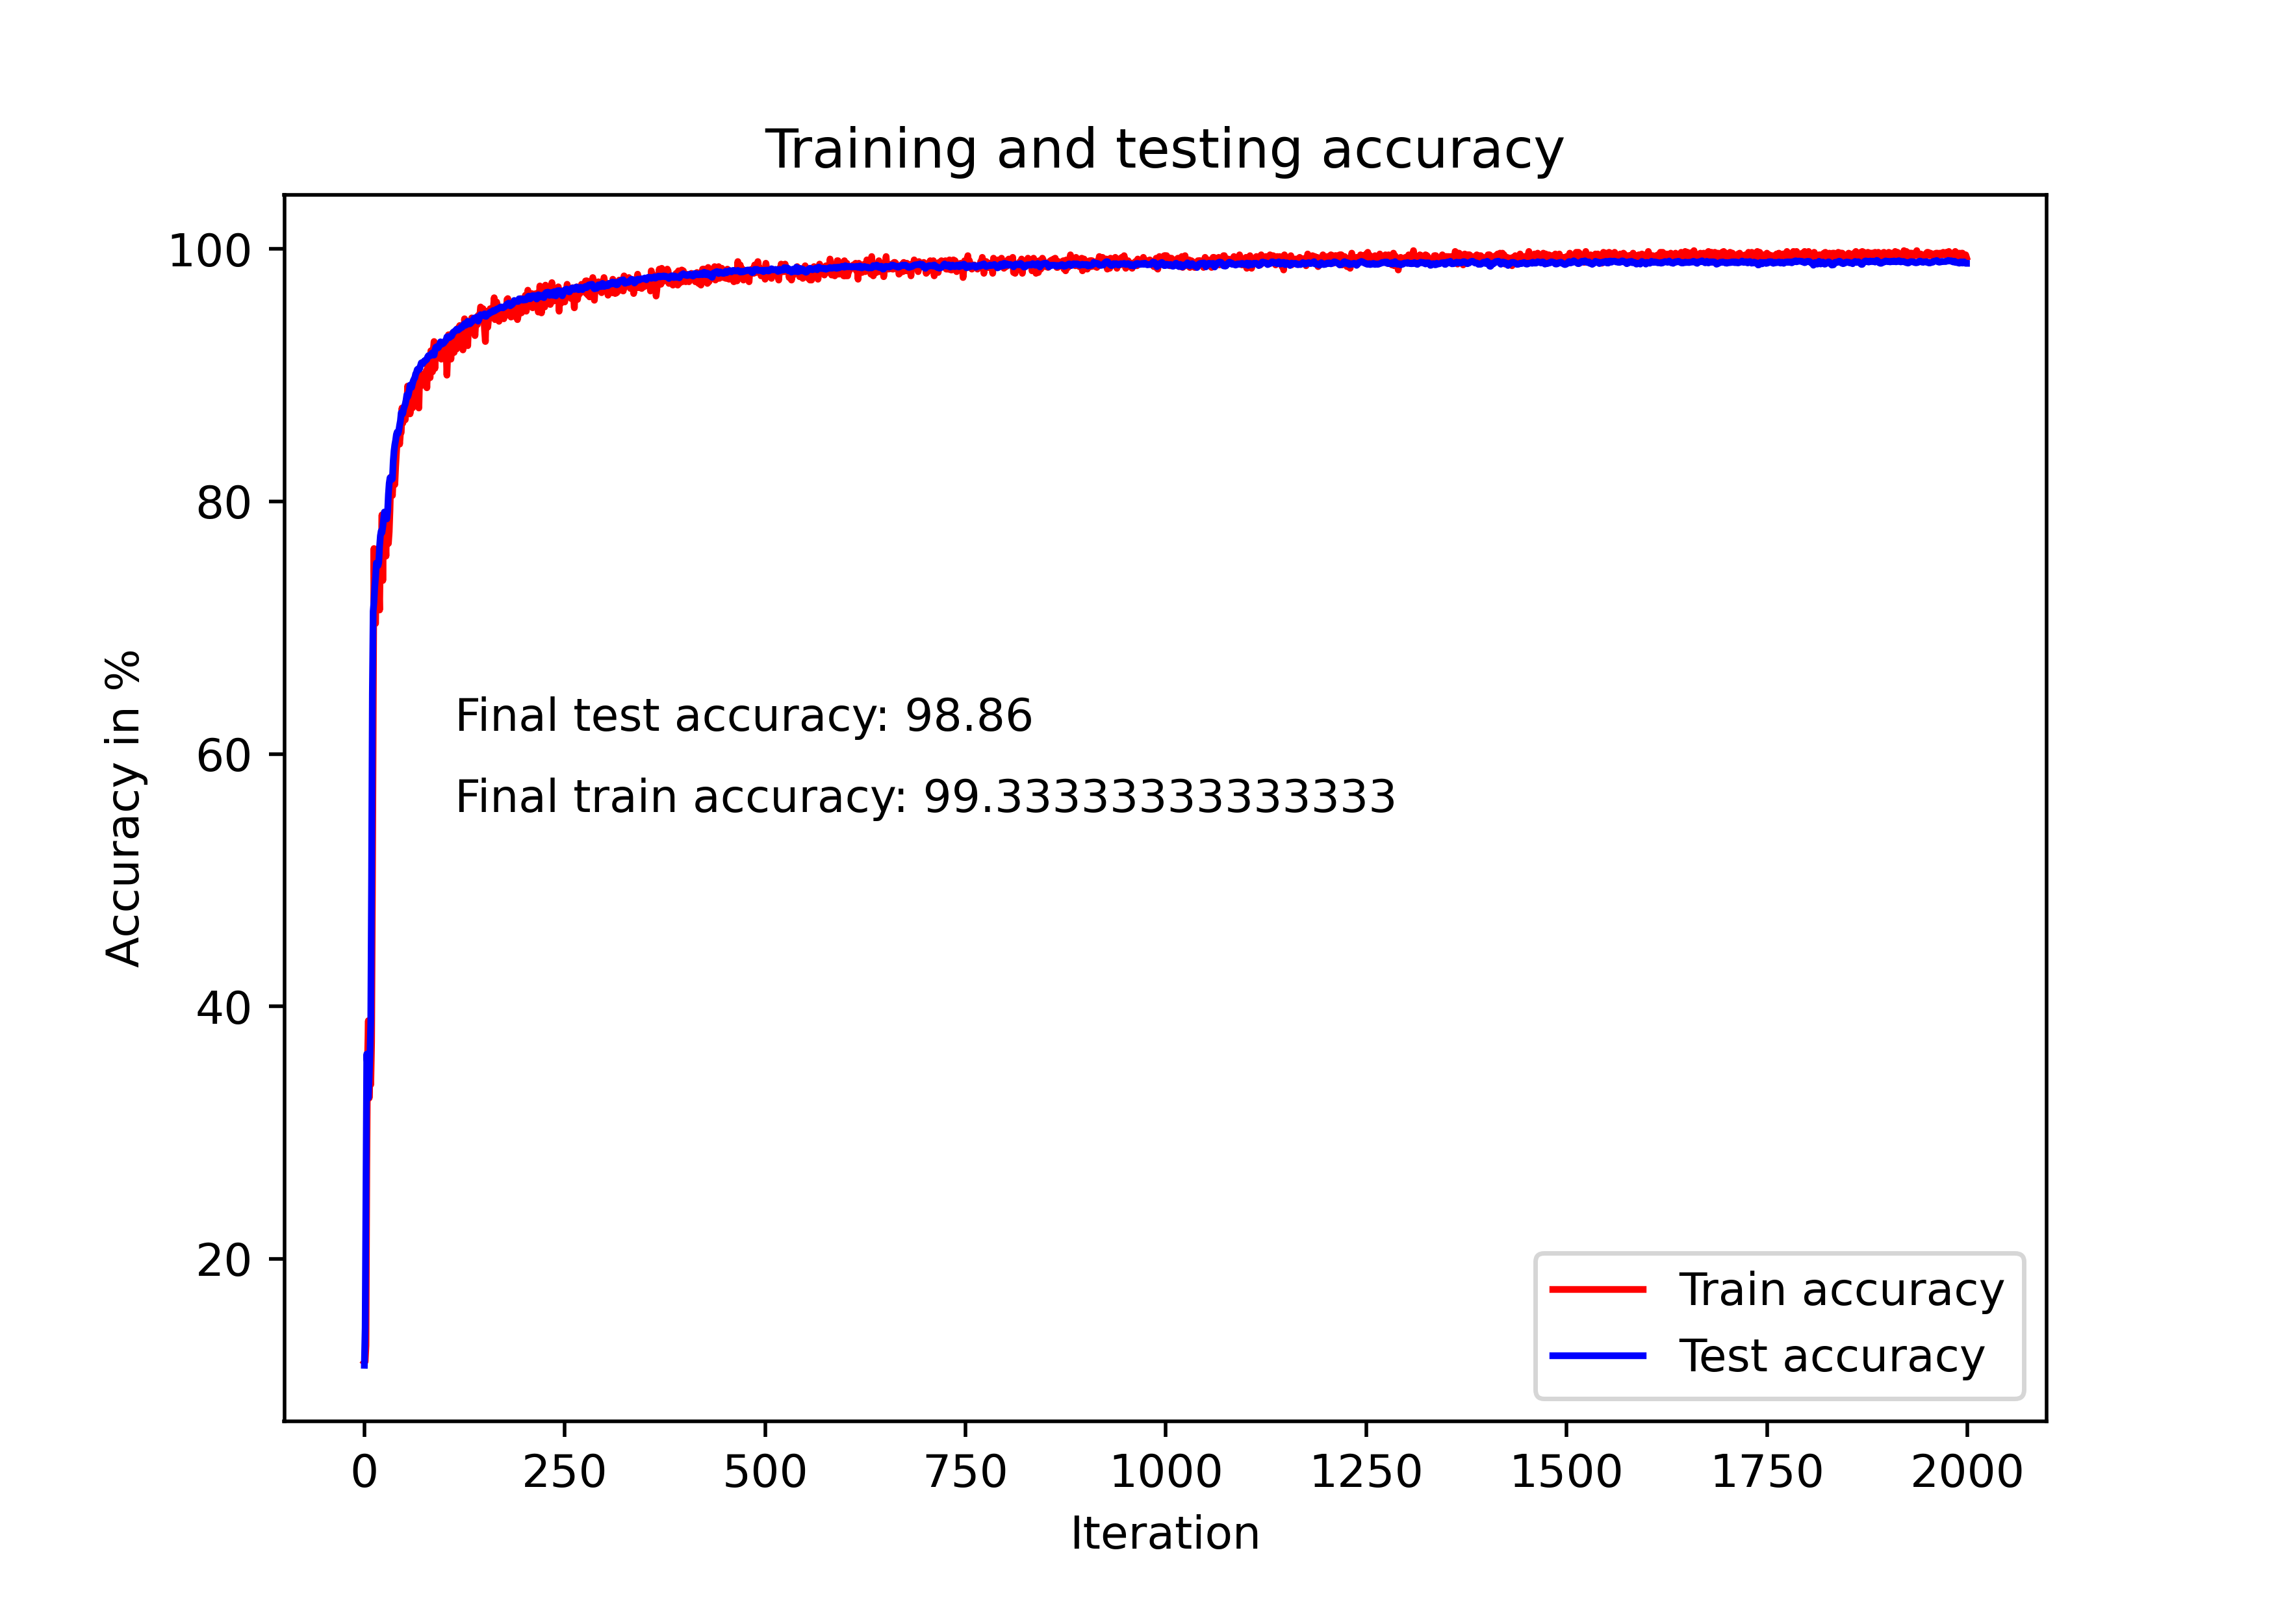 Training and testing accuracy
100
80
60
40
20
Accuracy in %
Final test accuracy: 98.86
Final train accuracy: 99.33333333333333
Train accuracy
Test accuracy
0 250 500 750 1000 1250 1500 1750 2000
Iteration